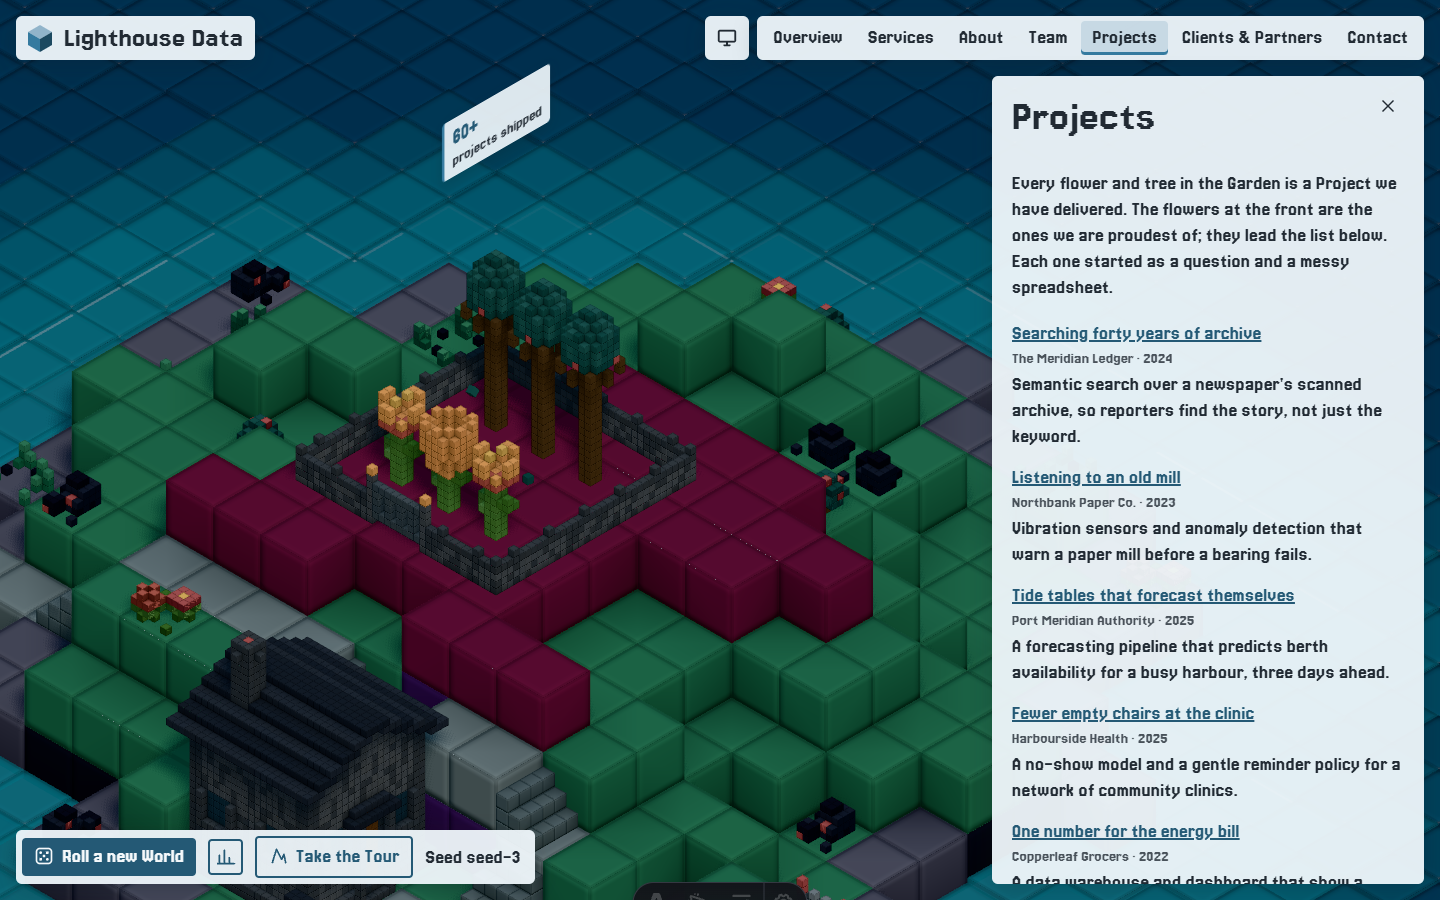 Lighthouse Data
Overview
Services
About
Team
Projects
Clients & Partners
Contact
60+
projects shipped
Projects
Every flower and tree in the Garden is a Project we
have delivered. The flowers at the front are the
ones we are proudest of; they lead the list below.
Each one started as a question and a messy
spreadsheet.
Searching forty years of archive
The Meridian Ledger · 2024
Semantic search over a newspaper's scanned
archive, so reporters find the story, not just the
keyword.
Listening to an old mill
Northbank Paper Co. · 2023
Vibration sensors and anomaly detection that
warn a paper mill before a bearing fails.
Tide tables that forecast themselves
Port Meridian Authority · 2025
A forecasting pipeline that predicts berth
availability for a busy harbour, three days ahead.
Fewer empty chairs at the clinic
Harbourside Health · 2025
A no-show model and a gentle reminder policy for a
network of community clinics.
One number for the energy bill
Copperleaf Grocers · 2022
A data warehouse and dashboard that show a
Roll a new World
Take the Tour
Seed seed-3